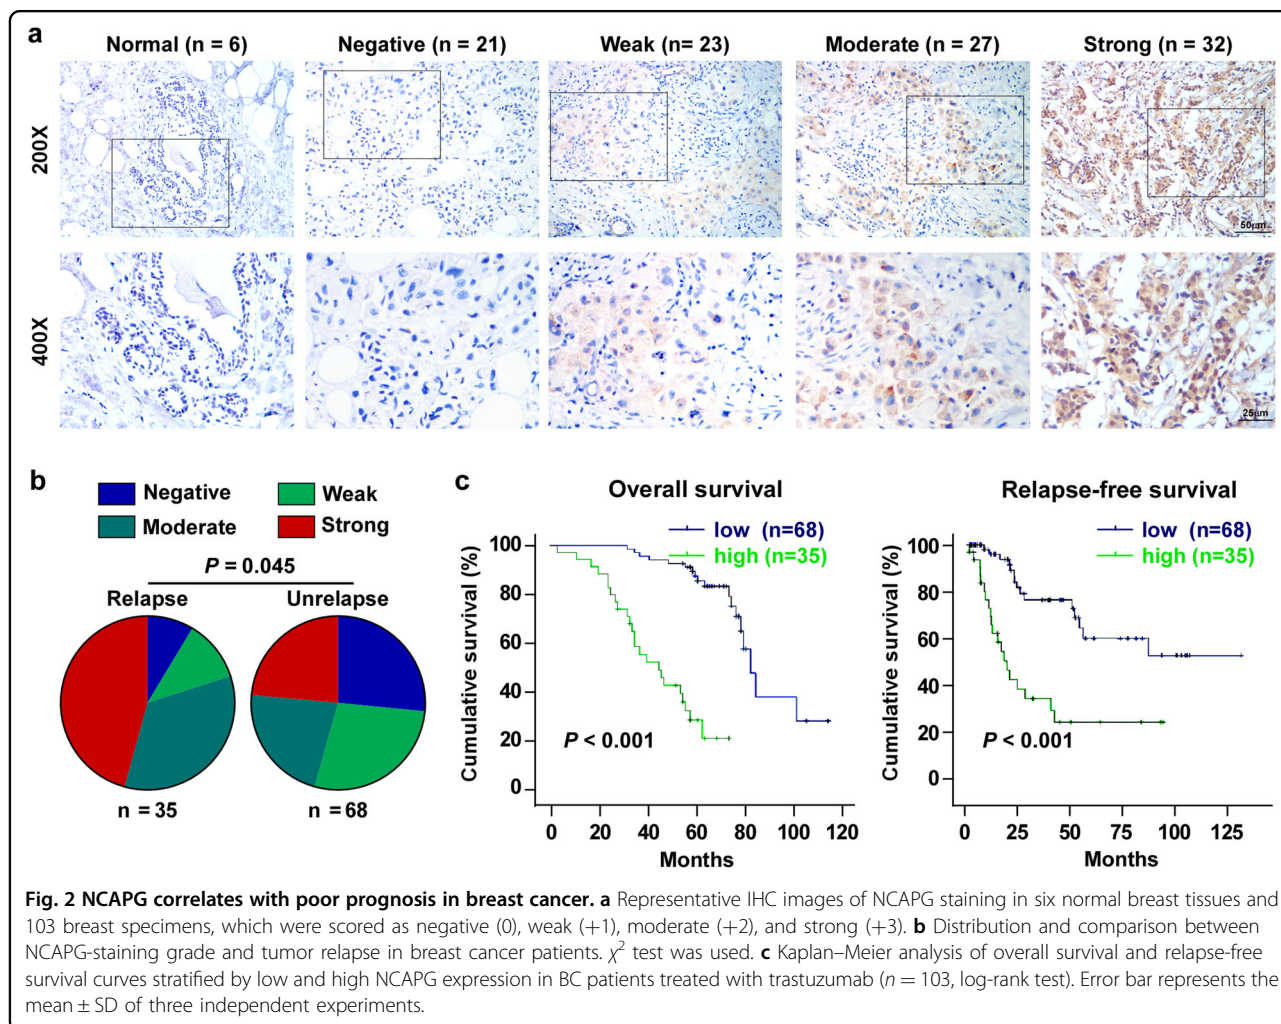 a
Normal (n = 6)
Negative (n = 21)
Weak (n= 23)
Moderate (n = 27)
Strong (n = 32)
200X
50μm
400X
25μm
b
Negative
Weak
Moderate
Strong
P = 0.045
Relapse
Unrelapse
n = 35
n = 68
c
Overall survival
low (n=68)
high (n=35)
Cumulative survival (%)
100
80
60
40
20
0
P < 0.001
0 20 40 60 80 100 120
Months
Relapse-free survival
low (n=68)
high (n=35)
Cumulative survival (%)
100
80
60
40
20
0
P < 0.001
0 25 50 75 100 125
Months
Fig. 2 NCAPG correlates with poor prognosis in breast cancer. a Representative IHC images of NCAPG staining in six normal breast tissues and
103 breast specimens, which were scored as negative (0), weak (+1), moderate (+2), and strong (+3). b Distribution and comparison between
NCAPG-staining grade and tumor relapse in breast cancer patients. χ² test was used. c Kaplan–Meier analysis of overall survival and relapse-free
survival curves stratified by low and high NCAPG expression in BC patients treated with trastuzumab (n = 103, log-rank test). Error bar represents the
mean ± SD of three independent experiments.